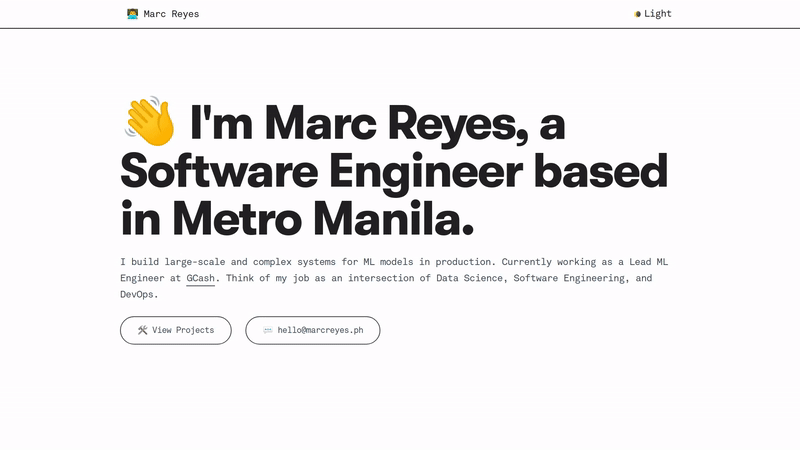 Marc Reyes
Light
I'm Marc Reyes, a
Software Engineer based
in Metro Manila.
I build large-scale and complex systems for ML models in production. Currently working as a Lead ML
Engineer at GCash. Think of my job as an intersection of Data Science, Software Engineering, and
DevOps.
View Projects
hello@marcreyes.ph